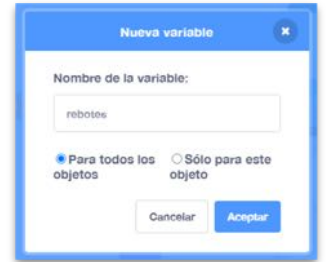 Nueva variable
Nombre de la variable:
rebotes
Para todos los objetos
Sólo para este objeto
Cancelar
Aceptar